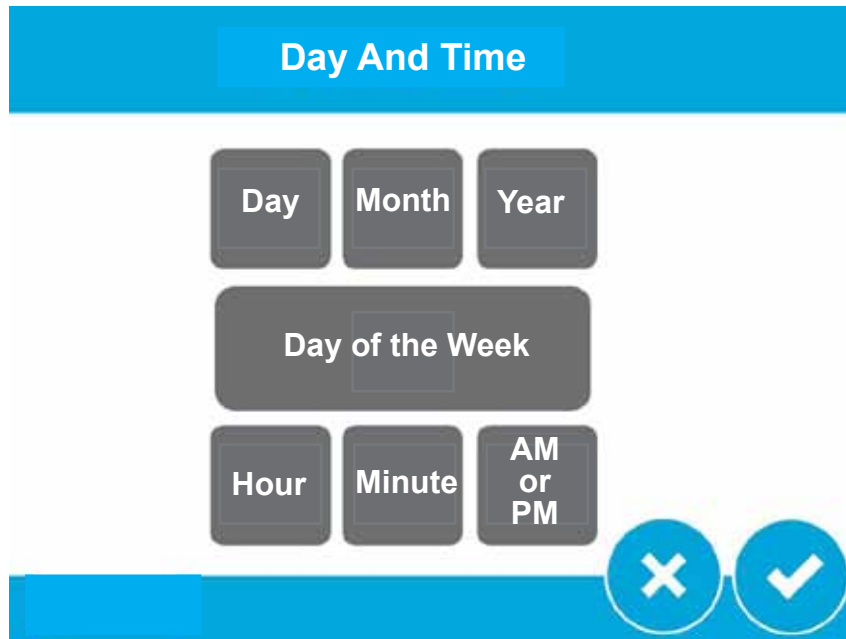 Day And Time
Day Month Year
Day of the Week
Hour Minute AM
or
PM